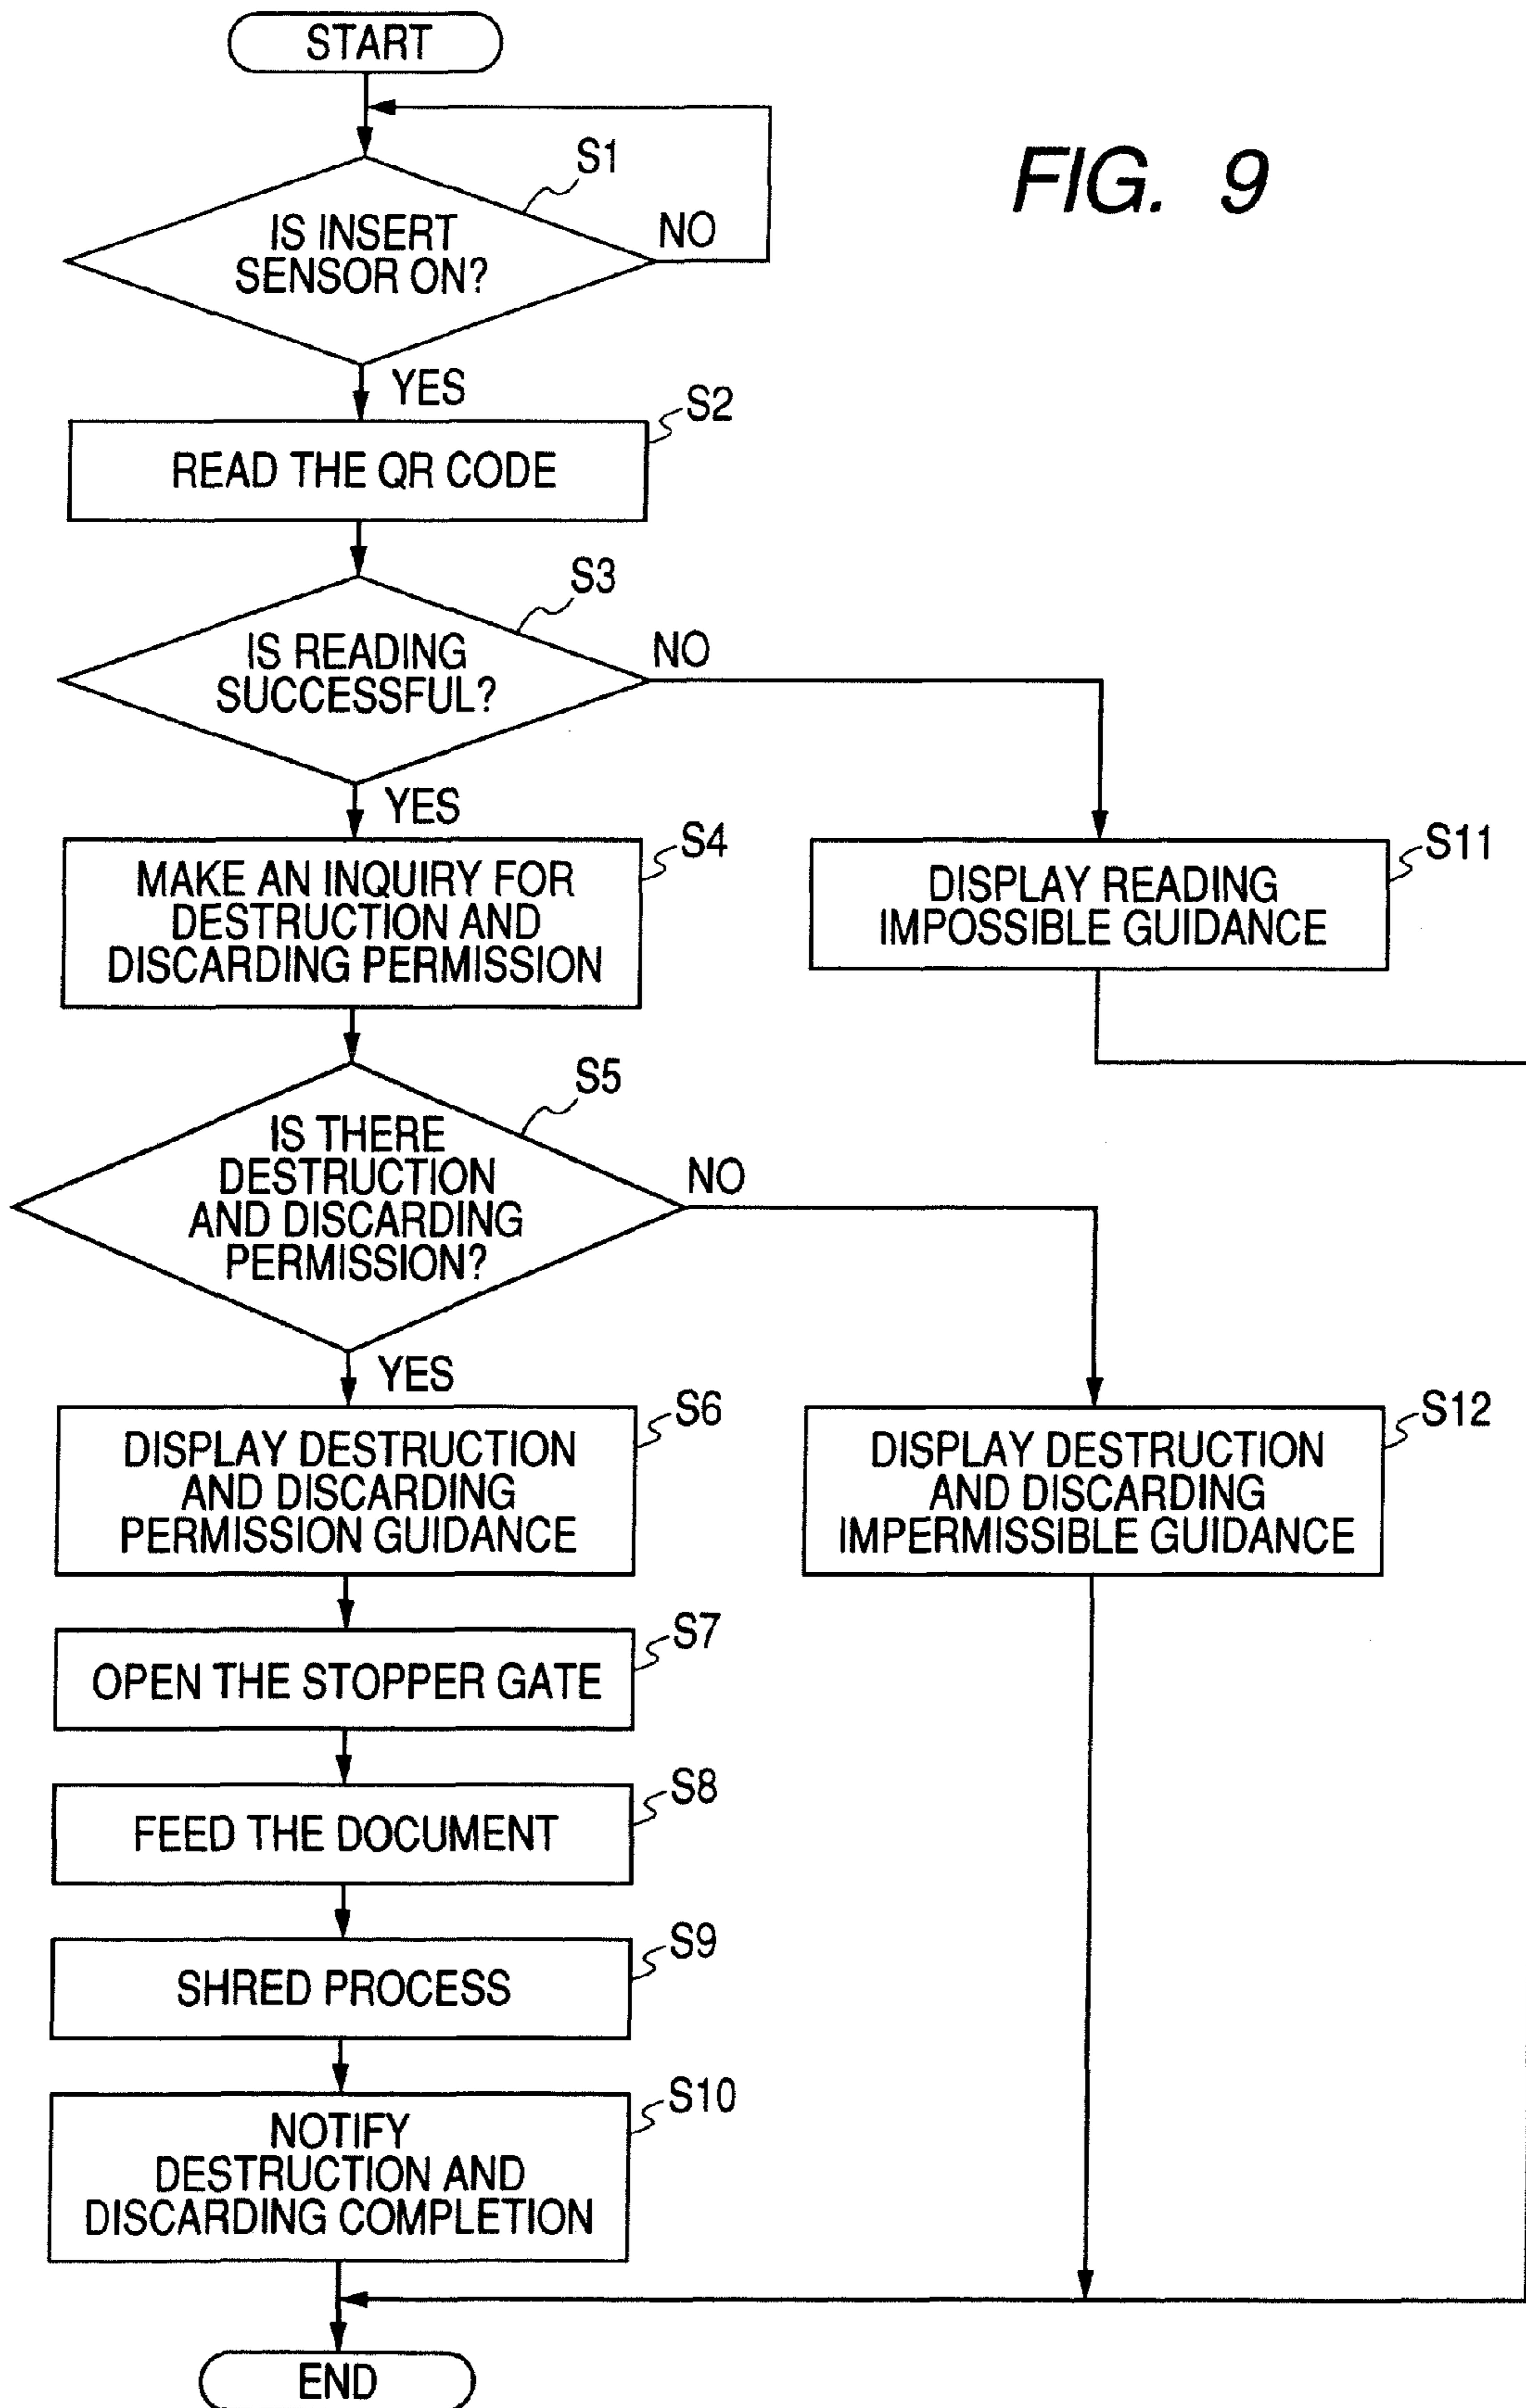 START
FIG. 9
S1
IS INSERT
SENSOR ON?
NO
YES
S2
READ THE QR CODE
S3
IS READING
SUCCESSFUL?
NO
YES
S4
MAKE AN INQUIRY FOR
DESTRUCTION AND
DISCARDING PERMISSION
S11
DISPLAY READING
IMPOSSIBLE GUIDANCE
S5
IS THERE
DESTRUCTION
AND DISCARDING
PERMISSION?
NO
YES
S6
DISPLAY DESTRUCTION
AND DISCARDING
PERMISSION GUIDANCE
S12
DISPLAY DESTRUCTION
AND DISCARDING
IMPERMISSIBLE GUIDANCE
S7
OPEN THE STOPPER GATE
S8
FEED THE DOCUMENT
S9
SHRED PROCESS
S10
NOTIFY
DESTRUCTION AND
DISCARDING COMPLETION
END